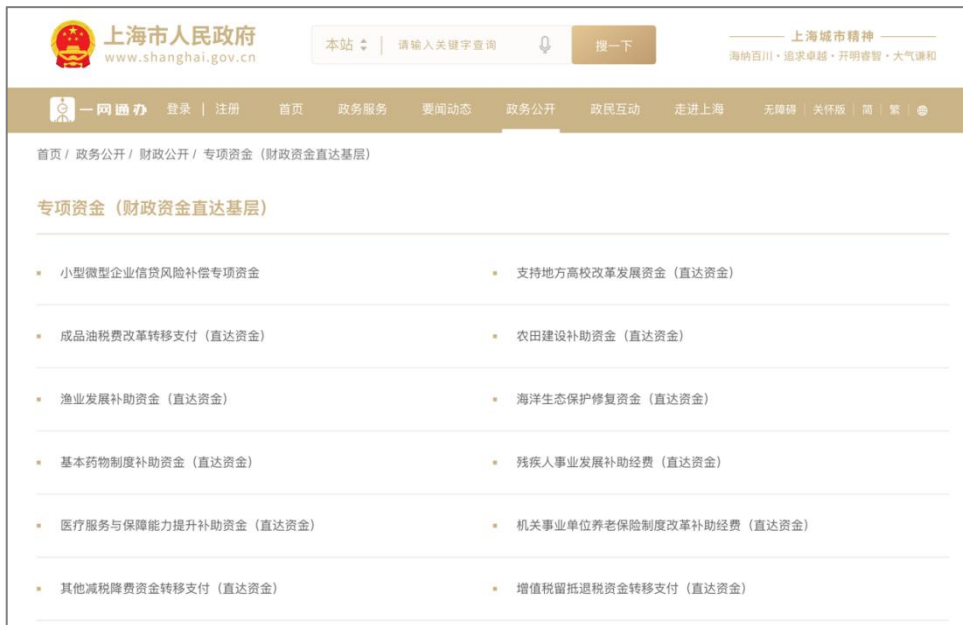 上海市人民政府
www.shanghai.gov.cn
本站 | 请输入关键字查询 搜一下
上海城市精神
海纳百川·追求卓越·开明睿智·大气谦和
一网通办 登录 | 注册 首页 政务服务 要闻动态 政务公开 政民互动 走进上海 无障碍 | 关怀版 | 简 | 繁 |
首页 / 政务公开 / 财政公开 / 专项资金（财政资金直达基层）
专项资金（财政资金直达基层）
小型微型企业信贷风险补偿专项资金
支持地方高校改革发展资金（直达资金）
成品油税费改革转移支付（直达资金）
农田建设补助资金（直达资金）
渔业发展补助资金（直达资金）
海洋生态保护修复资金（直达资金）
基本药物制度补助资金（直达资金）
残疾人事业发展补助经费（直达资金）
医疗服务与保障能力提升补助资金（直达资金）
机关事业单位养老保险制度改革补助经费（直达资金）
其他减税降费资金转移支付（直达资金）
增值税留抵退税资金转移支付（直达资金）